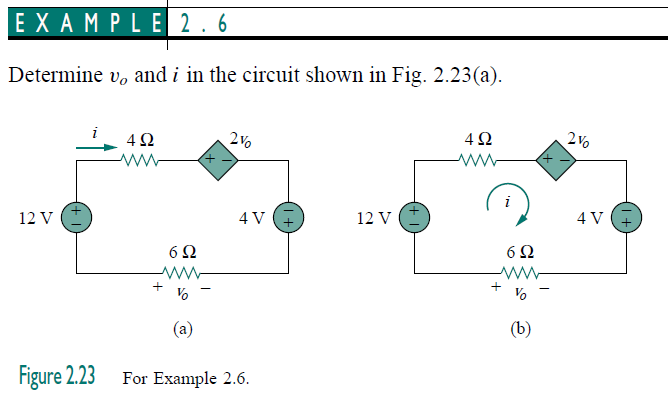 EXAMPLE 2.6
Determine vₒ and i in the circuit shown in Fig. 2.23(a).
i 4 Ω 2vₒ 4 Ω 2vₒ
+ − + −
12 V + − 4 V − + 12 V + − i 4 V − +
6 Ω 6 Ω
+ vₒ − + vₒ −
(a) (b)
Figure 2.23 For Example 2.6.